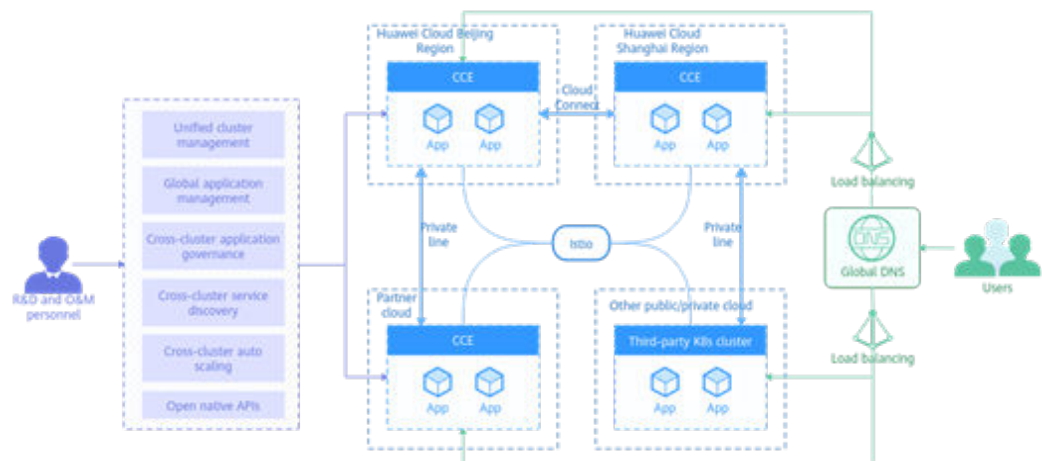 Huawei Cloud Beijing
Region
Huawei Cloud
Shanghai Region
CCE
CCE
Cloud
Connect
App
App
App
App
Unified cluster
management
Global application
management
Cross-cluster application
governance
Cross-cluster service
discovery
Cross-cluster auto
scaling
Open native APIs
R&D and O&M
personnel
Private
line
Istio
Private
line
Load balancing
DNS
Global DNS
Users
Load balancing
Partner
cloud
Other public/private cloud
CCE
Third-party K8s cluster
App
App
App
App